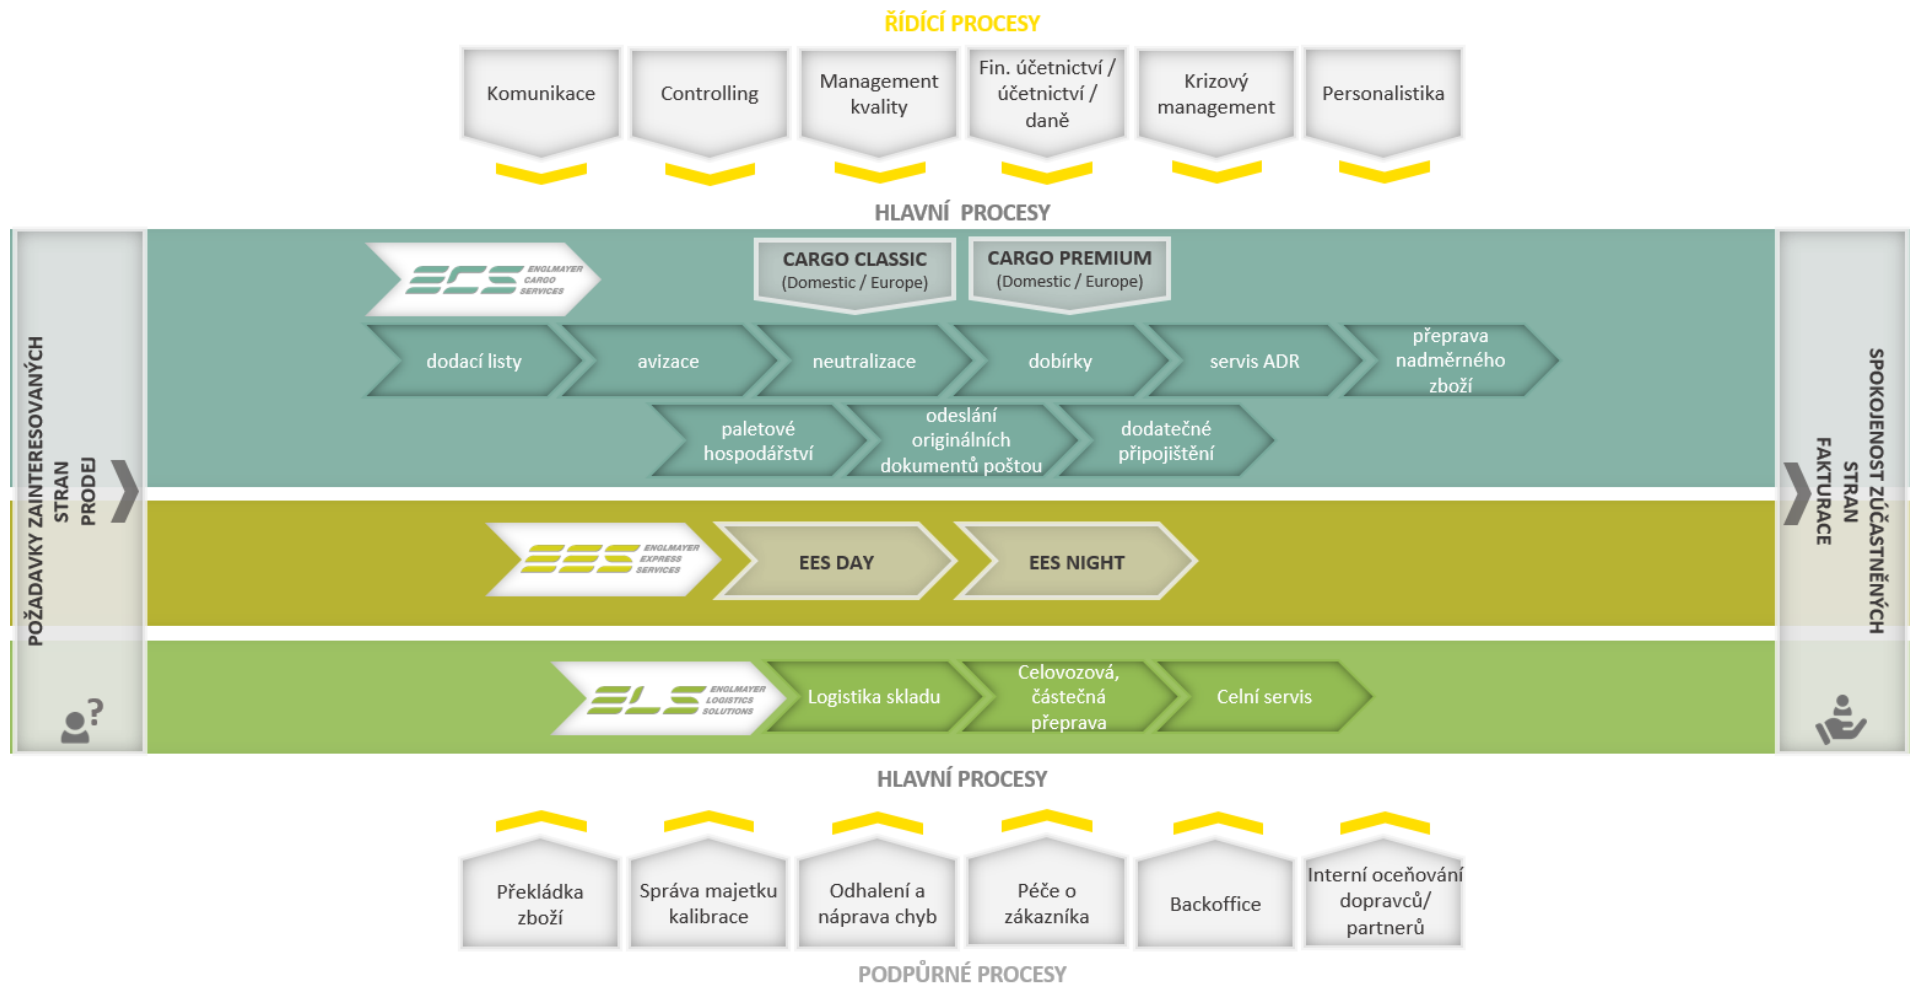 ŘÍDÍCÍ PROCESY
Komunikace
Controlling
Management
kvality
Fin. účetnictví /
účetnictví /
daně
Krizový
management
Personalistika
HLAVNÍ PROCESY
POŽADAVKY ZAINTERESOVANÝCH
STRAN
PRODEJ
?
ECS ENGLMAYER
CARGO
SERVICES
CARGO CLASSIC
(Domestic / Europe)
CARGO PREMIUM
(Domestic / Europe)
dodací listy
avizace
neutralizace
dobírky
servis ADR
přeprava
nadměrného
zboží
paletové
hospodářství
odeslání
originálních
dokumentů poštou
dodatečné
připojištění
EES ENGLMAYER
EXPRESS
SERVICES
EES DAY
EES NIGHT
ELS ENGLMAYER
LOGISTICS
SOLUTIONS
Logistika skladu
Celovozová,
částečná
přeprava
Celní servis
SPOKOJENOST ZÚČASTNĚNÝCH
STRAN
FAKTURACE
HLAVNÍ PROCESY
Překládka
zboží
Správa majetku
kalibrace
Odhalení a
náprava chyb
Péče o
zákazníka
Backoffice
Interní oceňování
dopravců/
partnerů
PODPŮRNÉ PROCESY